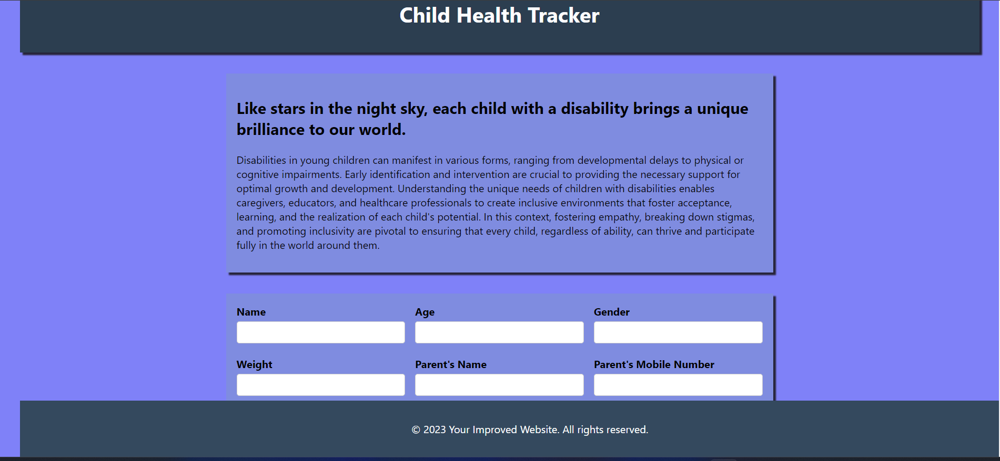 Child Health Tracker
Like stars in the night sky, each child with a disability brings a unique
brilliance to our world.
Disabilities in young children can manifest in various forms, ranging from developmental delays to physical or
cognitive impairments. Early identification and intervention are crucial to providing the necessary support for
optimal growth and development. Understanding the unique needs of children with disabilities enables
caregivers, educators, and healthcare professionals to create inclusive environments that foster acceptance,
learning, and the realization of each child's potential. In this context, fostering empathy, breaking down stigmas,
and promoting inclusivity are pivotal to ensuring that every child, regardless of ability, can thrive and participate
fully in the world around them.
Name Age Gender
Weight Parent's Name Parent's Mobile Number
© 2023 Your Improved Website. All rights reserved.